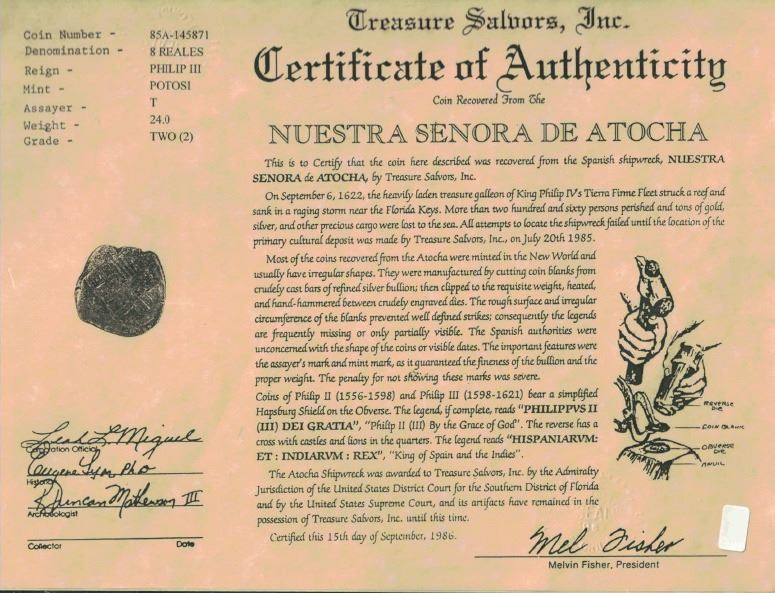 Coin Number - 85A-145871
Denomination - 8 REALES
Reign - PHILIP III
Mint - POTOSI
Assayer - T
Weight - 24.0
Grade - TWO (2)
Treasure Salvors, Inc.
Certificate of Authenticity
Coin Recovered From The
NUESTRA SENORA DE ATOCHA
This is to Certify that the coin here described was recovered from the Spanish shipwreck, NUESTRA
SENORA de ATOCHA, by Treasure Salvors, Inc.
On September 6, 1622, the heavily laden treasure galleon of King Philip IV's Tierra Firme Fleet struck a reef and
sank in a raging storm near the Florida Keys. More than two hundred and sixty persons perished and tons of gold,
silver, and other precious cargo were lost to the sea. All attempts to locate the shipwreck failed until the location of the
primary cultural deposit was made by Treasure Salvors, Inc., on July 20th 1985.
Most of the coins recovered from the Atocha were minted in the New World and
usually have irregular shapes. They were manufactured by cutting coin blanks from
crudely cast bars of refined silver bullion; then clipped to the requisite weight, heated,
and hand-hammered between crudely engraved dies. The rough surface and irregular
circumference of the blanks prevented well defined strikes; consequently the legends
are frequently missing or only partially visible. The Spanish authorities were
unconcerned with the shape of the coins or visible dates. The important features were
the assayer's mark and mint mark, as it guaranteed the fineness of the bullion and the
proper weight. The penalty for not showing these marks was severe.
Coins of Philip II (1556-1598) and Philip III (1598-1621) bear a simplified
Hapsburg Shield on the Obverse. The legend, if complete, reads "PHILIPPVS II
(III) DEI GRATIA", "Philip II (III) By the Grace of God". The reverse has a
cross with castles and lions in the quarters. The legend reads "HISPANIARVM:
ET : INDIARVM : REX", "King of Spain and the Indies".
The Atocha Shipwreck was awarded to Treasure Salvors, Inc. by the Admiralty
Jurisdiction of the United States District Court for the Southern District of Florida
and by the United States Supreme Court, and its artifacts have remained in the
possession of Treasure Salvors, Inc. until this time.
Certified this 15th day of September, 1986.
REVERSE
DIE
COIN BLANK
OBVERSE
DIE
ANVIL
Leah L Miguel
Corporation Official
Eugene Lyon PhD
Historian
R Duncan Mathewson III
Archaeologist
Collector Date
Mel Fisher
Melvin Fisher, President